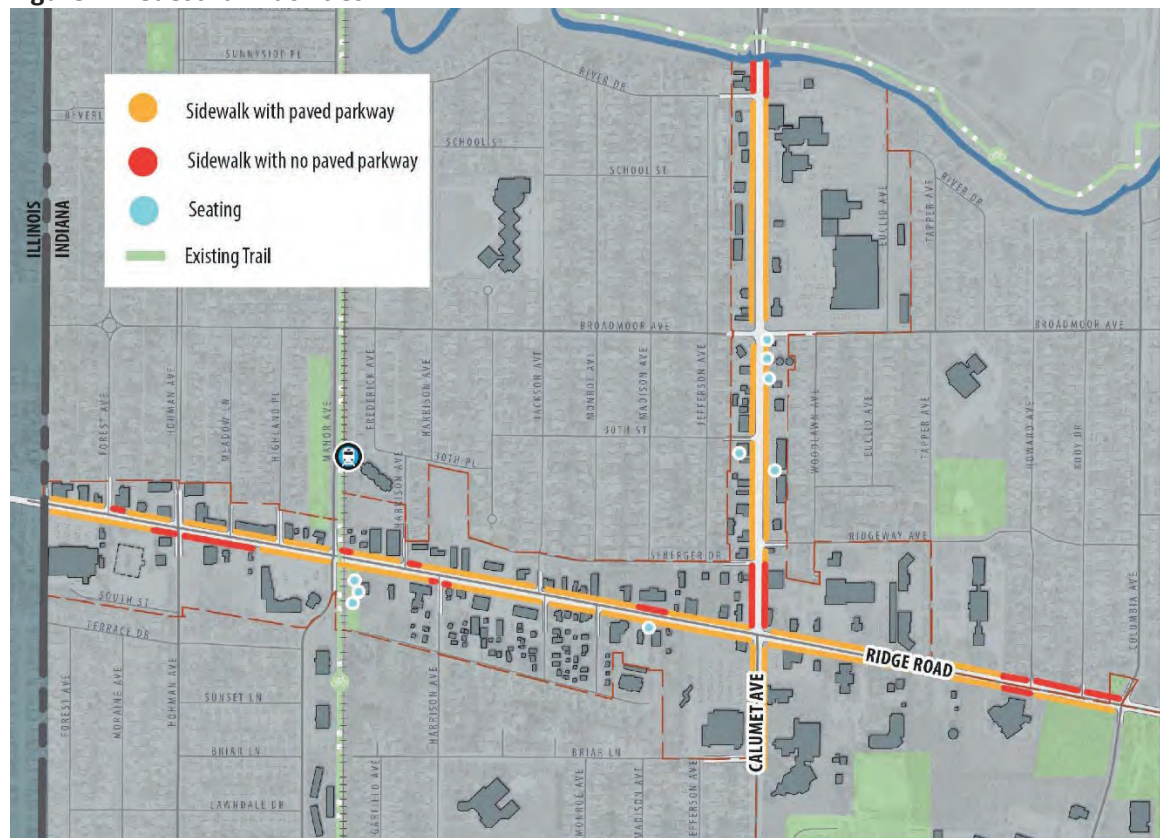 SUNNYSIDE PL
RIVER DR
Sidewalk with paved parkway
Sidewalk with no paved parkway
Seating
Existing Trail
SCHOOL ST
SCHOOL ST
RIVER DR
EUCLID AVE
TAPPER AVE
ILLINOIS
INDIANA
BROADMOOR AVE
BROADMOOR AVE
FOREST AVE
HOHMAN AVE
MEADOW LN
HIGHLAND PL
MANOR AVE
FREDERICK AVE
HARRISON AVE
JACKSON AVE
MONROE AVE
MADISON AVE
JEFFERSON AVE
WOODLAWN AVE
EUCLID AVE
TAPPER AVE
HOWARD AVE
30TH ST
30TH PL
HARRISON AVE
SEBERGER DR
RIDGEWAY AVE
COLUMBIA AVE
SOUTH ST
TERRACE DR
RIDGE ROAD
CALUMET AVE
FOREST AVE
MORAINE AVE
HOHMAN AVE
SUNSET LN
HARRISON AVE
BRIAR LN
BRIAR LN
LAWNDALE DR
GARFIELD AVE
MONROE AVE
MADISON AVE
JEFFERSON AVE